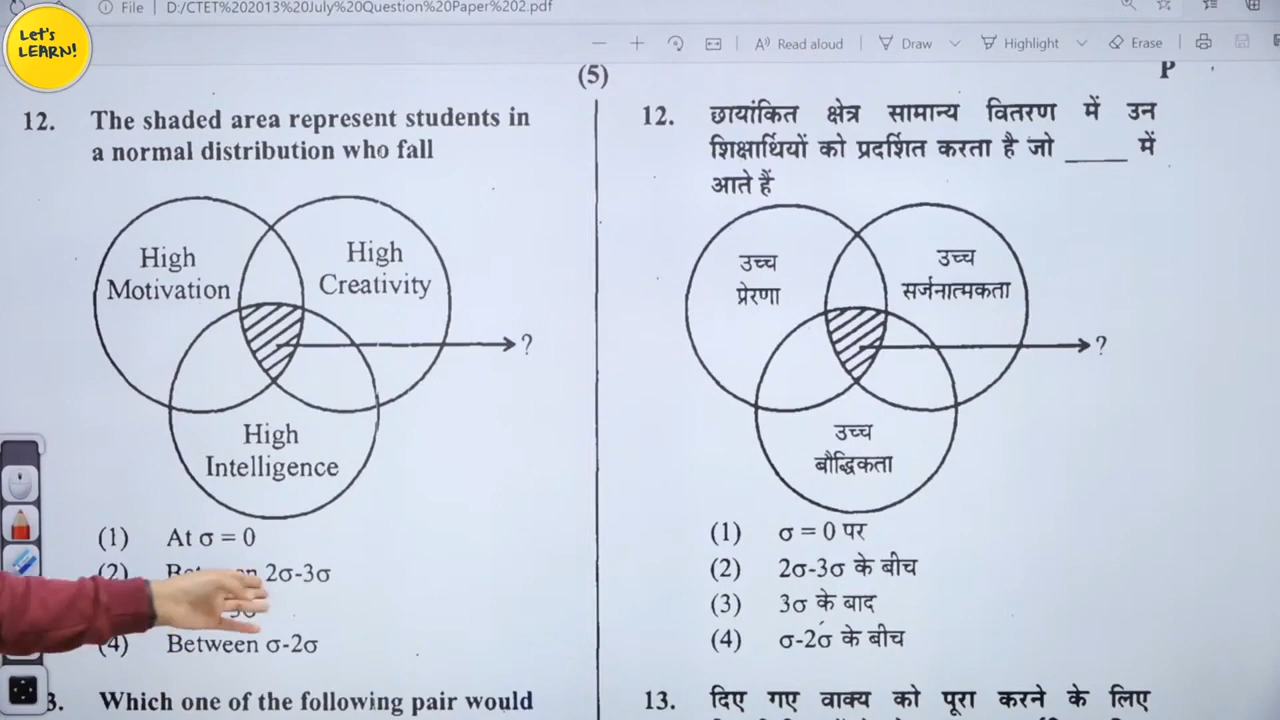 Let's
LEARN!
File | D:/CTET%202013%20July%20Question%20Paper%202.pdf
Read aloud
Draw
Highlight
Erase
(5)
P
12. The shaded area represent students in
a normal distribution who fall
High
Motivation
High
Creativity
?
High
Intelligence
(1) At σ = 0
(2) 2σ-3σ
3σ
(4) Between σ-2σ
3. Which one of the following pair would
12. छायांकित क्षेत्र सामान्य वितरण में उन
शिक्षार्थियों को प्रदर्शित करता है जो _____ में
आते हैं
उच्च
प्रेरणा
उच्च
सर्जनात्मकता
?
उच्च
बौद्धिकता
(1) σ = 0 पर
(2) 2σ-3σ के बीच
(3) 3σ के बाद
(4) σ-2σ के बीच
13. दिए गए वाक्य को पूरा करने के लिए